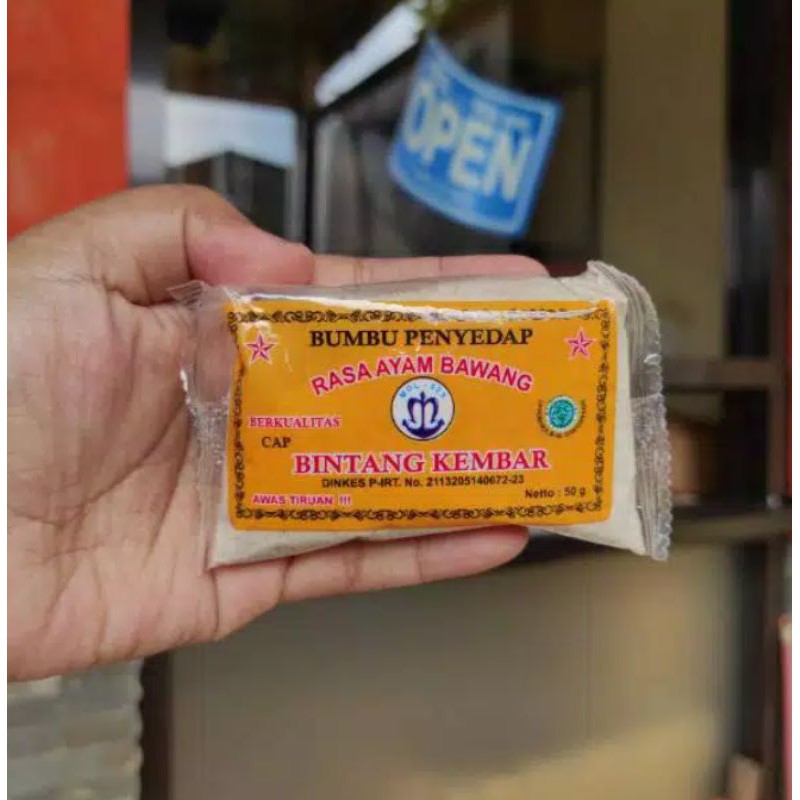 OPEN
BUMBU PENYEDAP
RASA AYAM BAWANG
BERKUALITAS
CAP
BINTANG KEMBAR
DINKES P-IRT. No. 2113205140672-23
AWAS TIRUAN !!!
Netto : 50 g